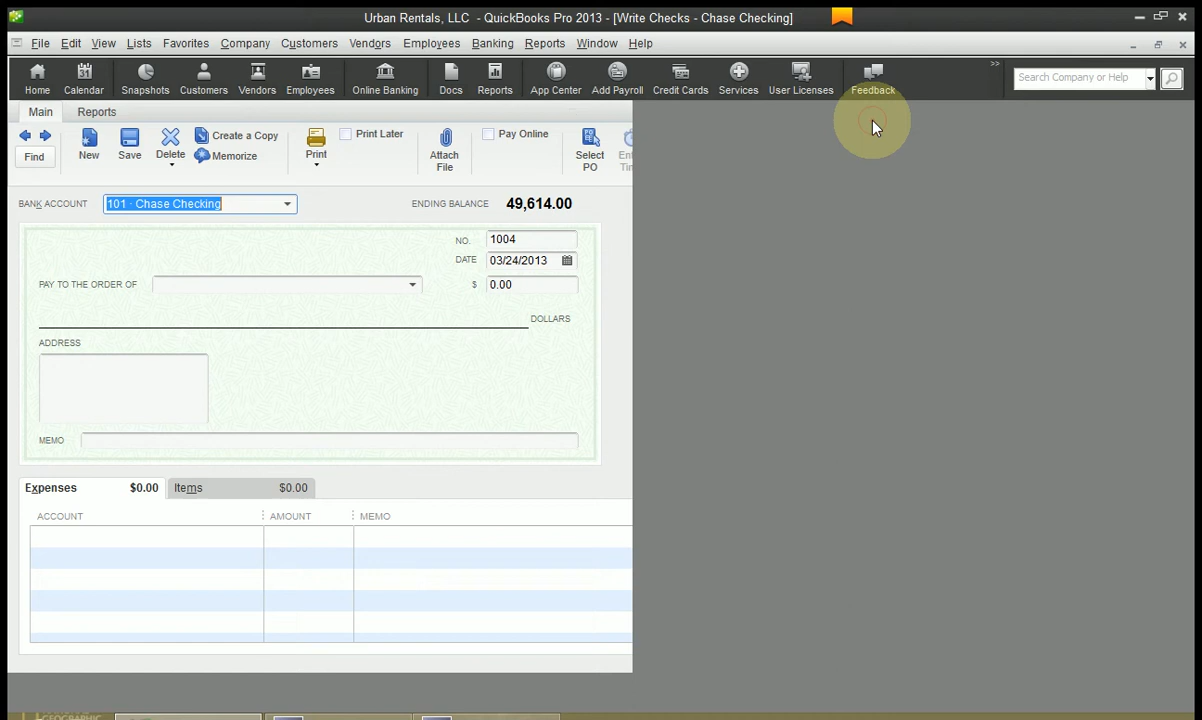 Urban Rentals, LLC - QuickBooks Pro 2013 - [Write Checks - Chase Checking]
File Edit View Lists Favorites Company Customers Vendors Employees Banking Reports Window Help
Home Calendar Snapshots Customers Vendors Employees Online Banking Docs Reports App Center Add Payroll Credit Cards Services User Licenses Feedback
31
>>
Search Company or Help
Main Reports
Find New Save Delete Create a Copy Memorize Print Print Later Attach File Pay Online Select PO
BANK ACCOUNT 101 · Chase Checking ENDING BALANCE 49,614.00
NO. 1004
DATE 03/24/2013
PAY TO THE ORDER OF $ 0.00
DOLLARS
ADDRESS
MEMO
Expenses $0.00 Items $0.00
ACCOUNT AMOUNT MEMO
GEOGRAPHIC